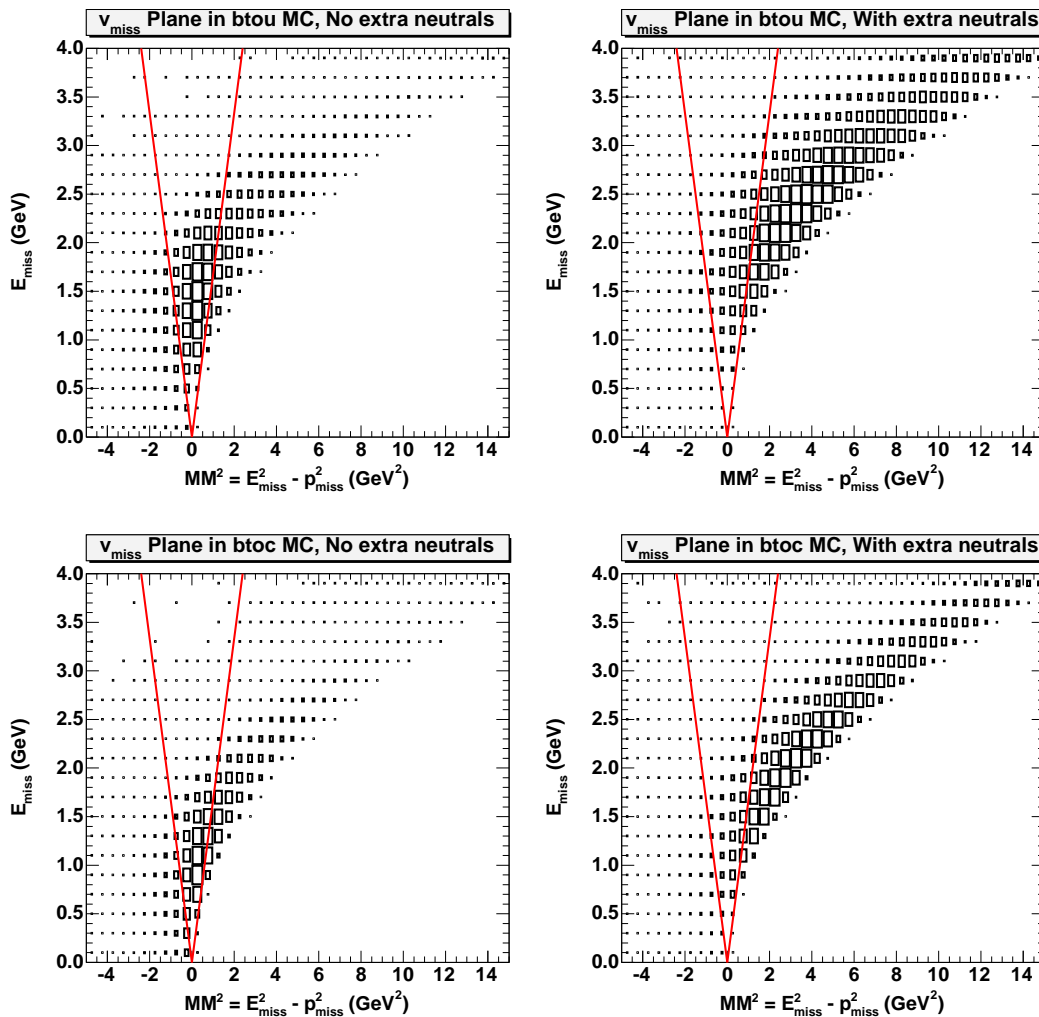 ν_miss Plane in btou MC, No extra neutrals
4.0
3.5
3.0
2.5
2.0
1.5
1.0
0.5
0.0
E_miss (GeV)
-4 -2 0 2 4 6 8 10 12 14
MM² = E²_miss - p²_miss (GeV²)
ν_miss Plane in btou MC, With extra neutrals
4.0
3.5
3.0
2.5
2.0
1.5
1.0
0.5
0.0
E_miss (GeV)
-4 -2 0 2 4 6 8 10 12 14
MM² = E²_miss - p²_miss (GeV²)
ν_miss Plane in btoc MC, No extra neutrals
4.0
3.5
3.0
2.5
2.0
1.5
1.0
0.5
0.0
E_miss (GeV)
-4 -2 0 2 4 6 8 10 12 14
MM² = E²_miss - p²_miss (GeV²)
ν_miss Plane in btoc MC, With extra neutrals
4.0
3.5
3.0
2.5
2.0
1.5
1.0
0.5
0.0
E_miss (GeV)
-4 -2 0 2 4 6 8 10 12 14
MM² = E²_miss - p²_miss (GeV²)